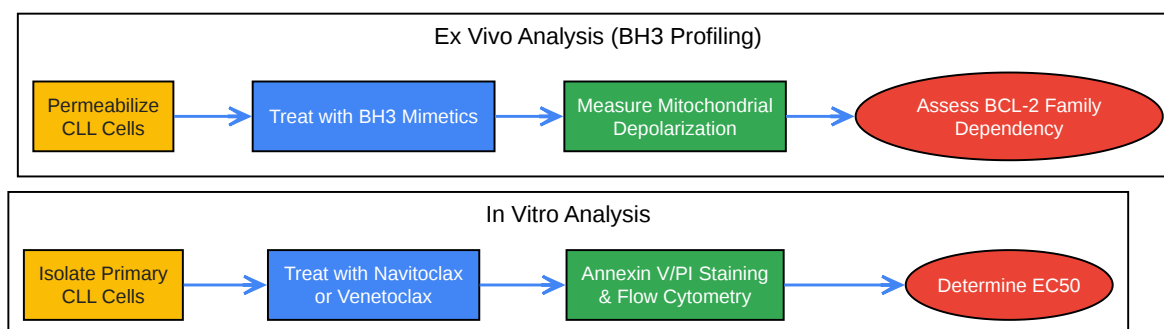 Ex Vivo Analysis (BH3 Profiling)
Permeabilize
CLL Cells
Treat with BH3 Mimetics
Measure Mitochondrial
Depolarization
Assess BCL-2 Family
Dependency
In Vitro Analysis
Isolate Primary
CLL Cells
Treat with Navitoclax
or Venetoclax
Annexin V/PI Staining
& Flow Cytometry
Determine EC50